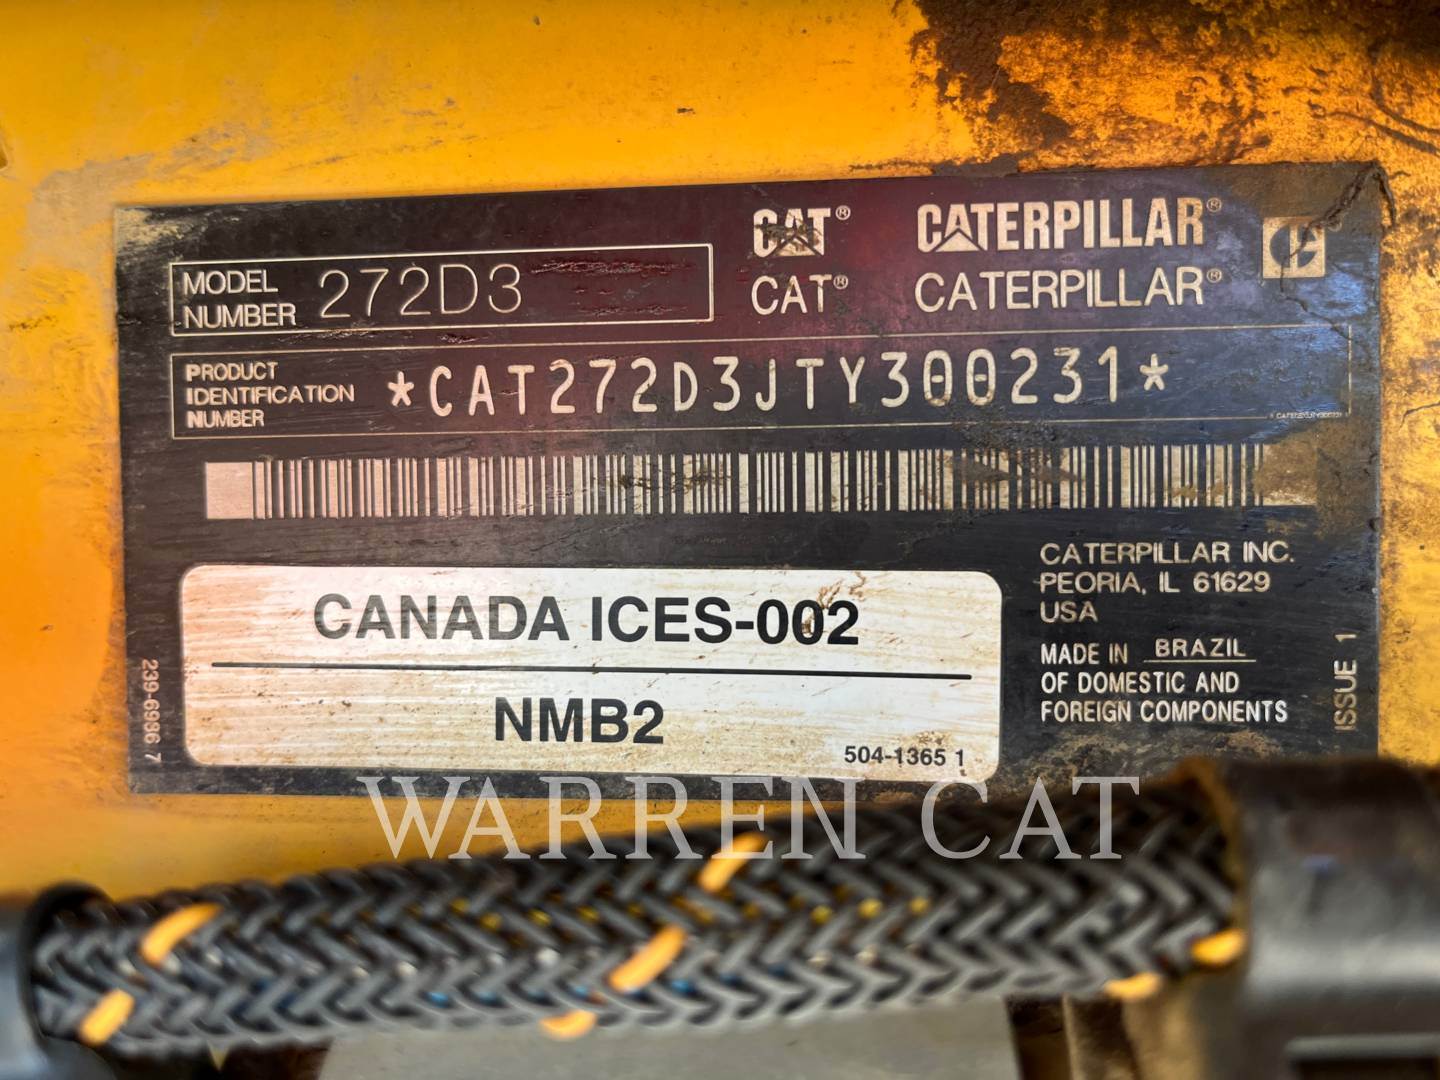 CAT® CATERPILLAR®
CAT® CATERPILLAR®
MODEL NUMBER 272D3
PRODUCT IDENTIFICATION NUMBER *CAT272D3JTY300231*
CAT272D3JTY300231
CANADA ICES-002
NMB2
504-1365 1
CATERPILLAR INC.
PEORIA, IL 61629
USA
MADE IN BRAZIL
OF DOMESTIC AND
FOREIGN COMPONENTS
ISSUE 1
239-6936 7
WARREN CAT